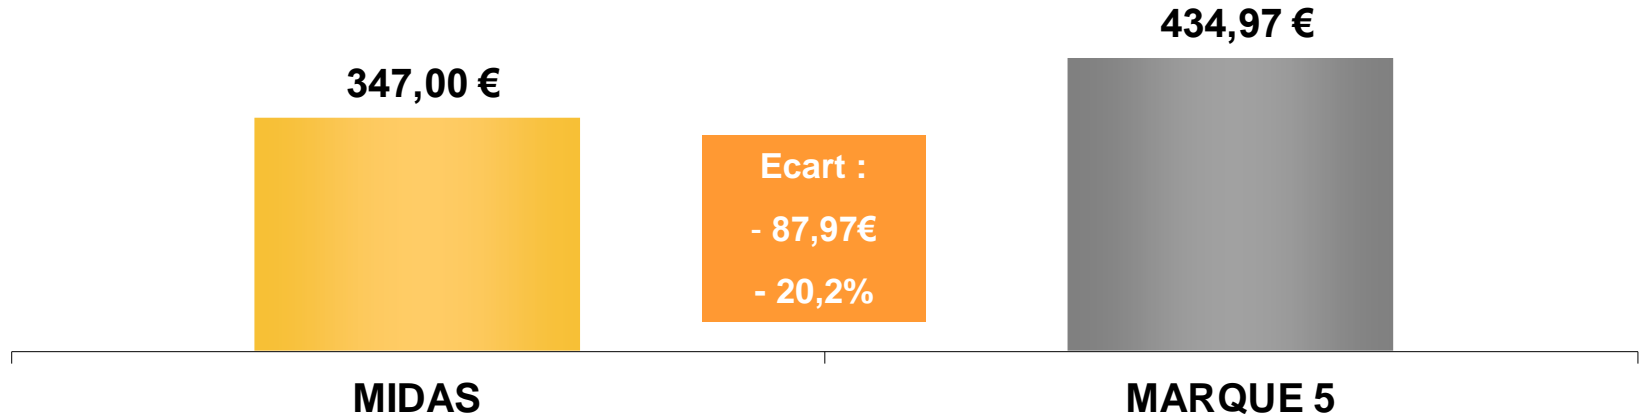 434,97 €
347,00 €
Ecart :
- 87,97€
- 20,2%
MIDAS
MARQUE 5